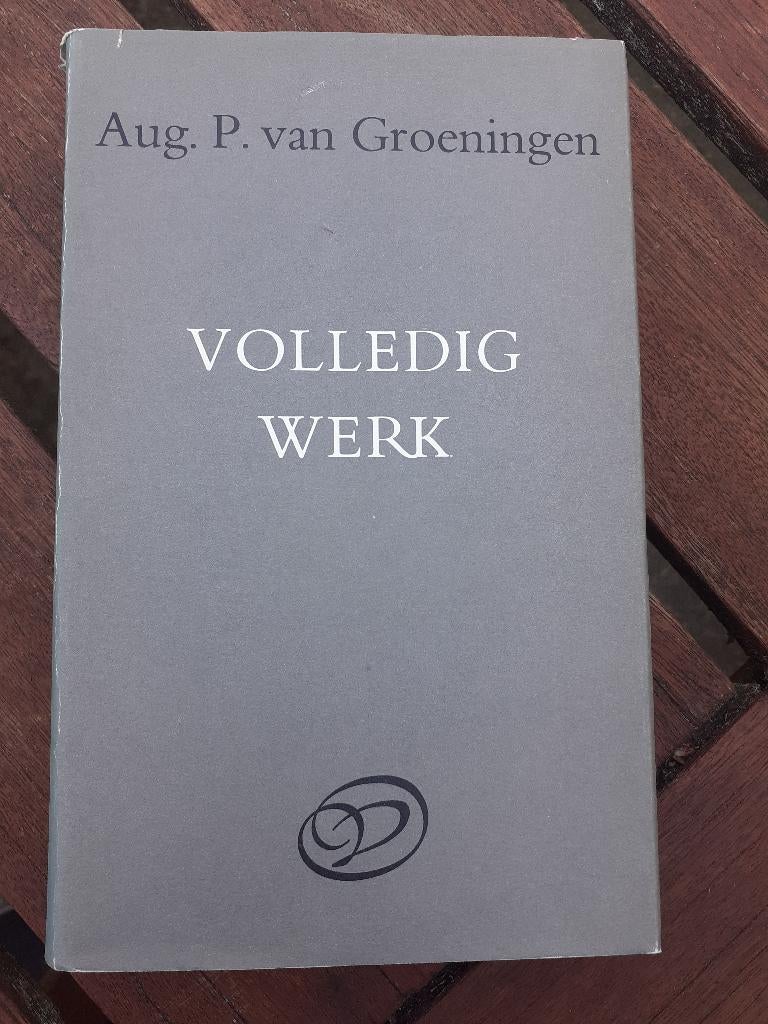 Aug. P. van Groeningen
VOLLEDIG
WERK